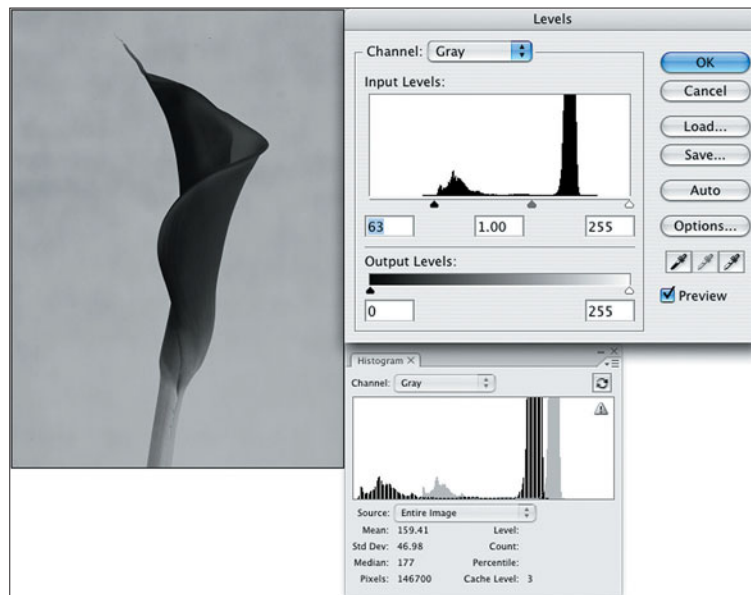 Levels
Channel: Gray
Input Levels:
63 1.00 255
Output Levels:
0 255
OK
Cancel
Load...
Save...
Auto
Options...
Preview
Histogram
Channel: Gray
Source: Entire Image
Mean: 159.41 Level:
Std Dev: 46.98 Count:
Median: 177 Percentile:
Pixels: 146700 Cache Level: 3